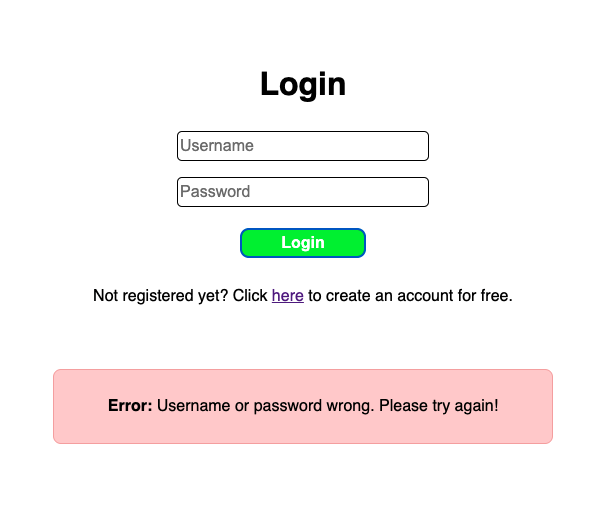 Login
Username
Password
Login
Not registered yet? Click here to create an account for free.
Error: Username or password wrong. Please try again!